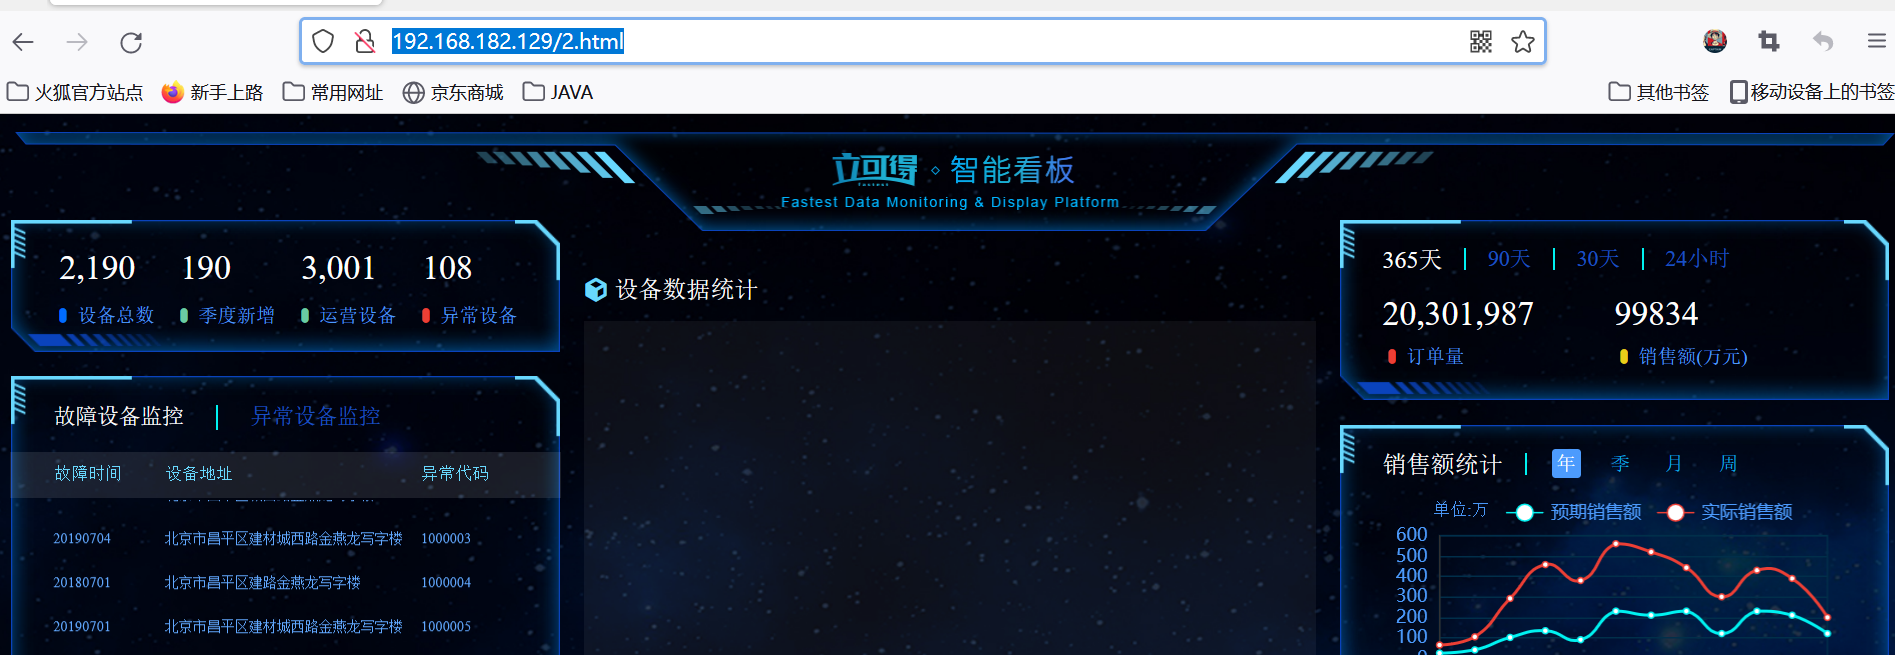 192.168.182.129/2.html
火狐官方站点 新手上路 常用网址 京东商城 JAVA 其他书签 移动设备上的书签
立可得 ◇ 智能看板
Fastest
Fastest Data Monitoring & Display Platform
2,190 190 3,001 108
设备总数 季度新增 运营设备 异常设备
故障设备监控 异常设备监控
故障时间 设备地址 异常代码
20190704 北京市昌平区建材城西路金燕龙写字楼 1000003
20180701 北京市昌平区建路金燕龙写字楼 1000004
20190701 北京市昌平区建材城西路金燕龙写字楼 1000005
设备数据统计
365天 90天 30天 24小时
20,301,987 99834
订单量 销售额(万元)
销售额统计 年 季 月 周
单位:万 预期销售额 实际销售额
600
500
400
300
200
100